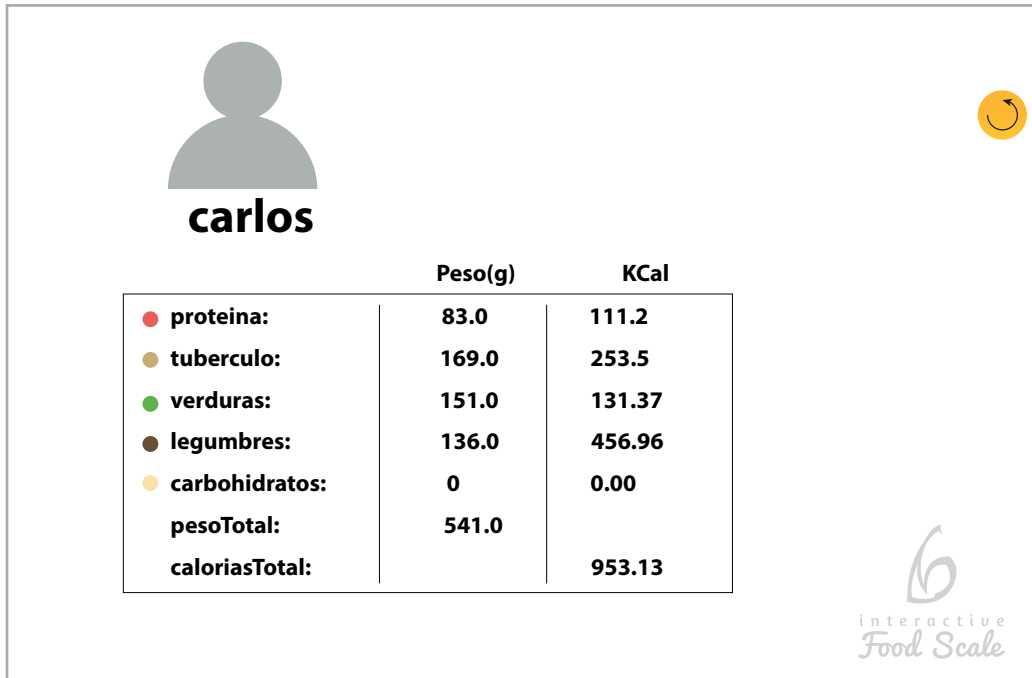 carlos
Peso(g) KCal
proteina: 83.0 111.2
tuberculo: 169.0 253.5
verduras: 151.0 131.37
legumbres: 136.0 456.96
carbohidratos: 0 0.00
pesoTotal: 541.0
caloriasTotal: 953.13
interactive
Food Scale